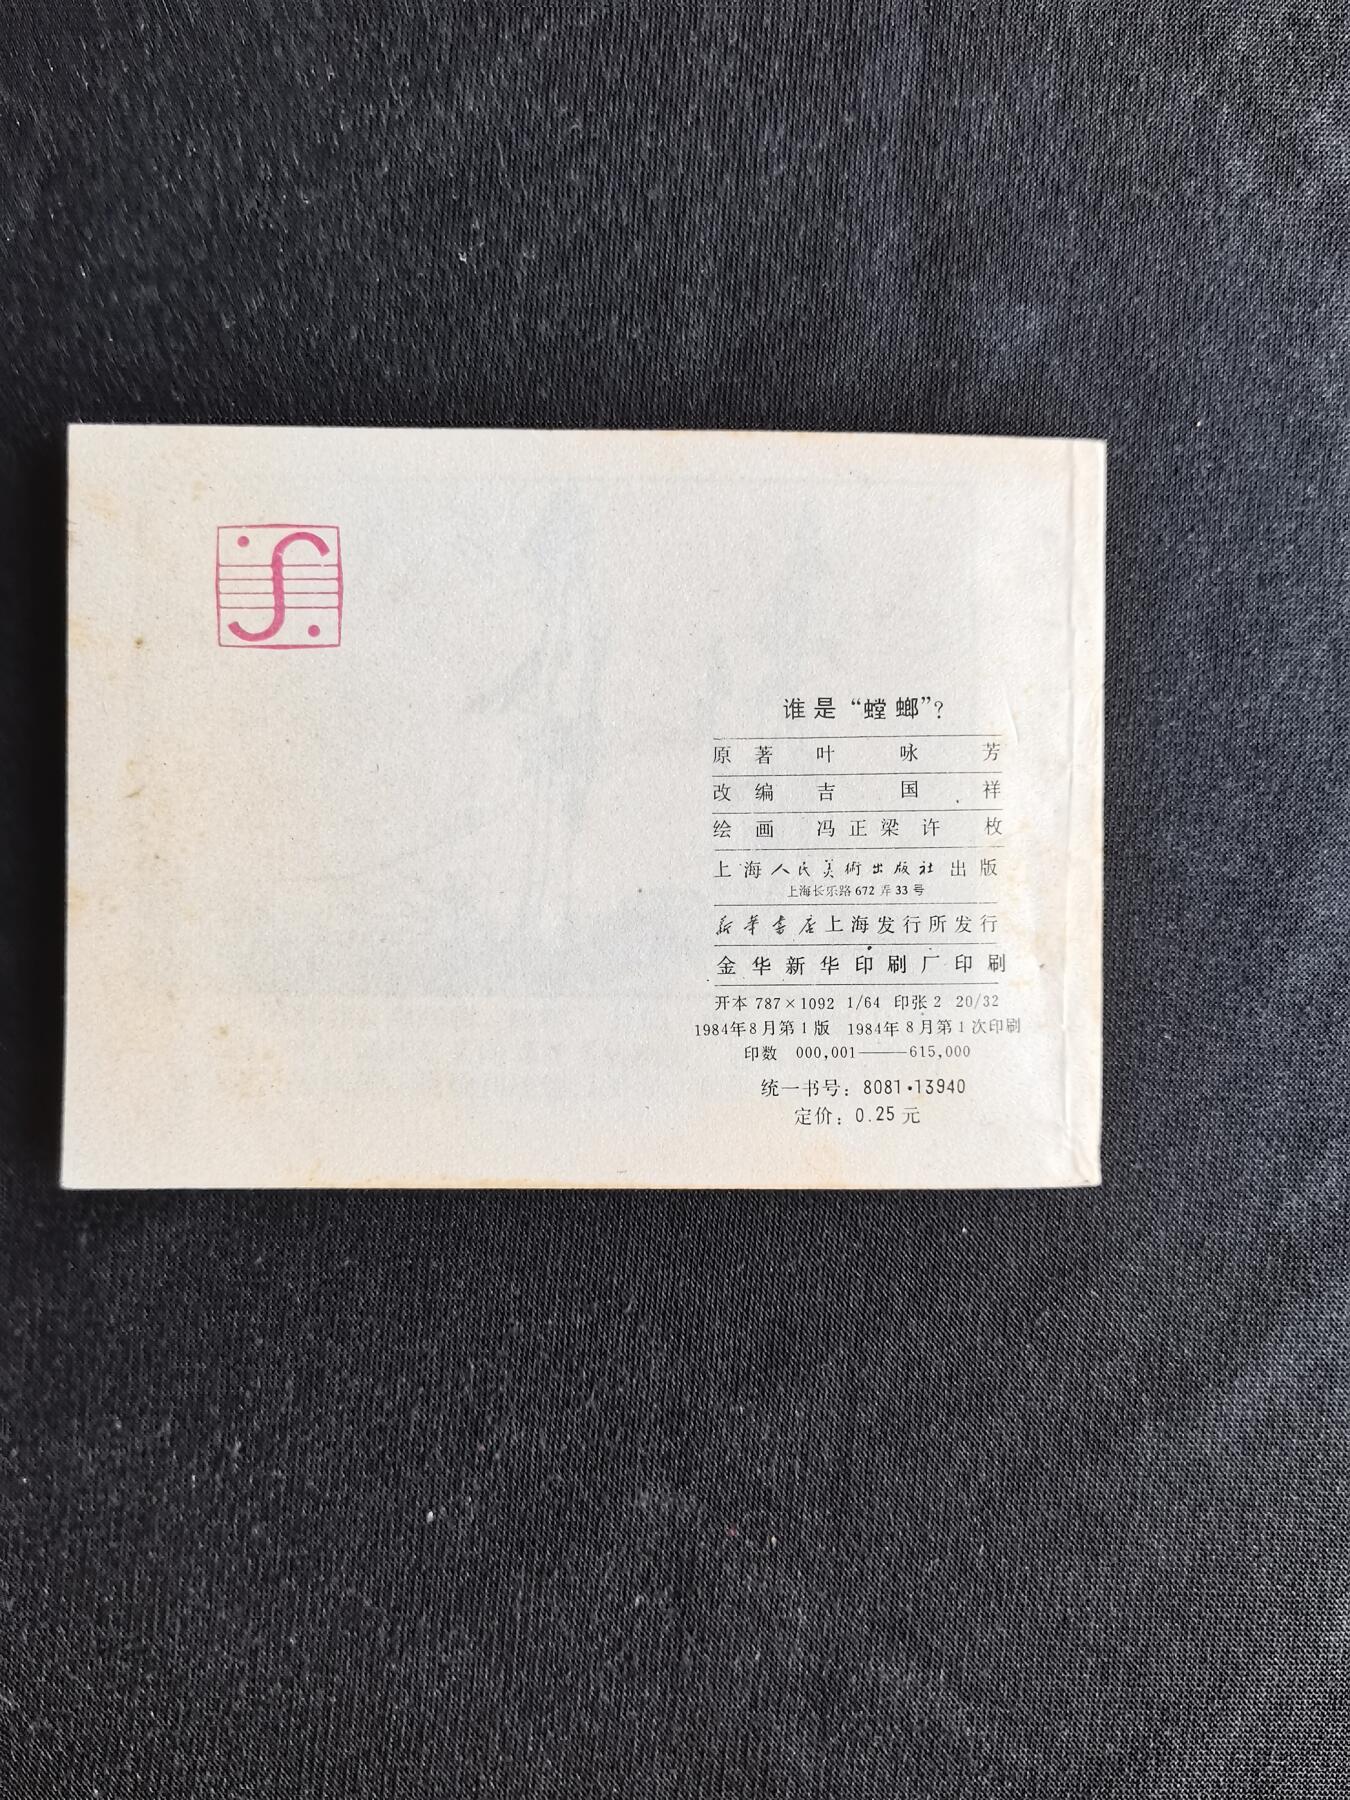 谁是“螳螂”？
原著 叶咏芳
改编 吉国祥
绘画 冯正梁 许枚
上海人民美術出版社出版
上海长乐路672弄33号
新华书店上海发行所发行
金华新华印刷厂印刷
开本 787×1092 1/64 印张 2 20/32
1984年8月第1版 1984年8月第1次印刷
印数 000,001——615,000
统一书号：8081·13940
定价：0.25元